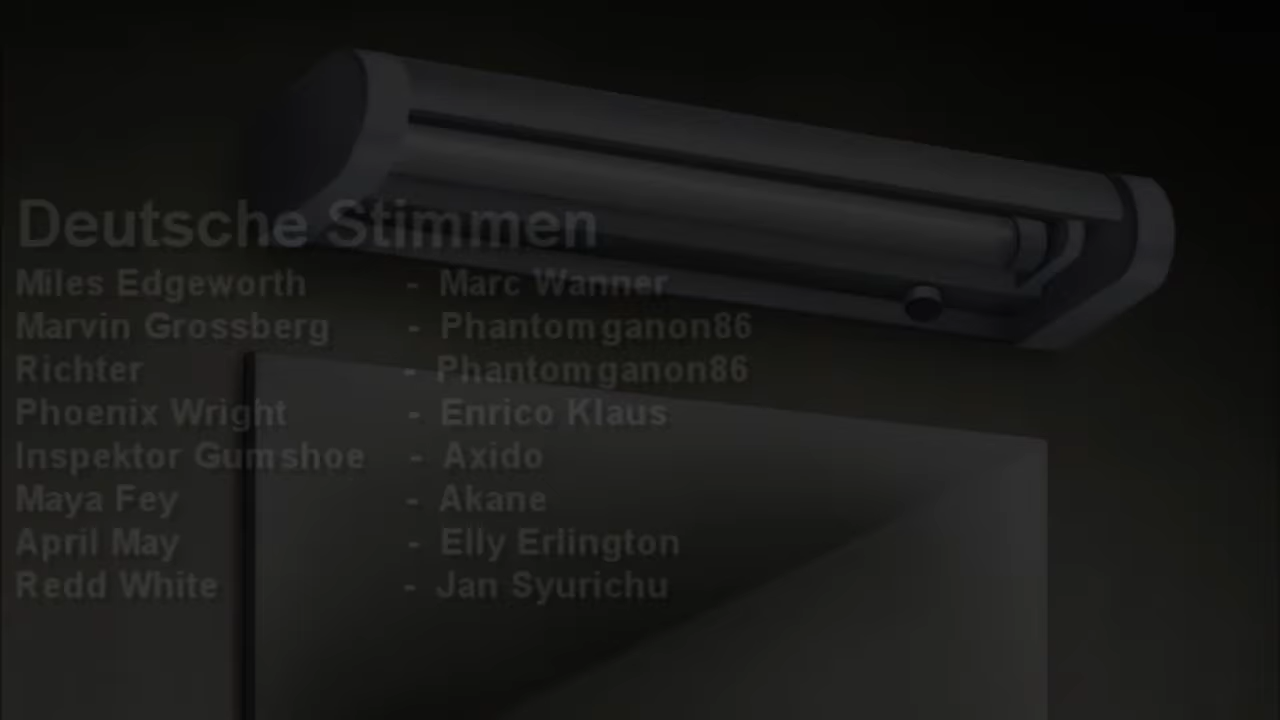 Deutsche Stimmen
Miles Edgeworth - Marc Wanner
Marvin Grossberg - Phantomganon86
Richter - Phantomganon86
Phoenix Wright - Enrico Klaus
Inspektor Gumshoe - Axido
Maya Fey - Akane
April May - Elly Erlington
Redd White - Jan Syurichu